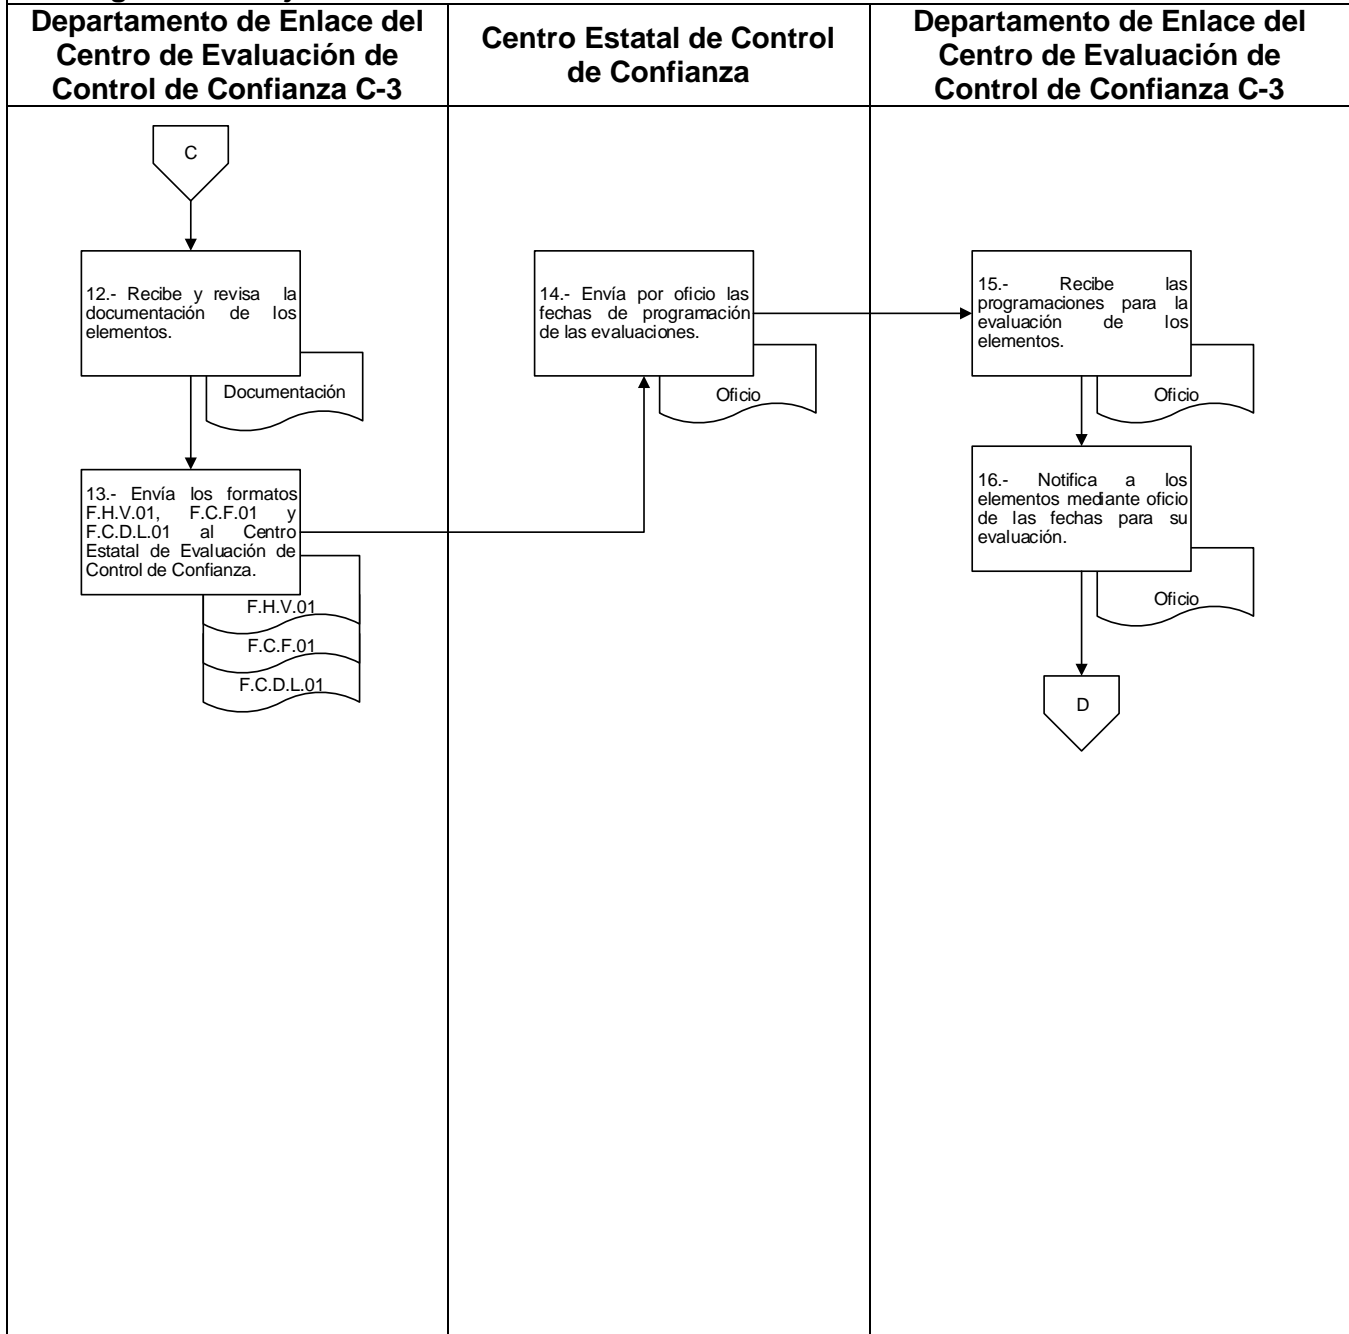 Departamento de Enlace del
Centro de Evaluación de
Control de Confianza C-3
Centro Estatal de Control
de Confianza
Departamento de Enlace del
Centro de Evaluación de
Control de Confianza C-3
C
12.- Recibe y revisa la
documentación de los
elementos.
Documentación
13.- Envía los formatos
F.H.V.01, F.C.F.01 y
F.C.D.L.01 al Centro
Estatal de Evaluación de
Control de Confianza.
F.H.V.01
F.C.F.01
F.C.D.L.01
14.- Envía por oficio las
fechas de programación
de las evaluaciones.
Oficio
15.- Recibe las
programaciones para la
evaluación de los
elementos.
Oficio
16.- Notifica a los
elementos mediante oficio
de las fechas para su
evaluación.
Oficio
D